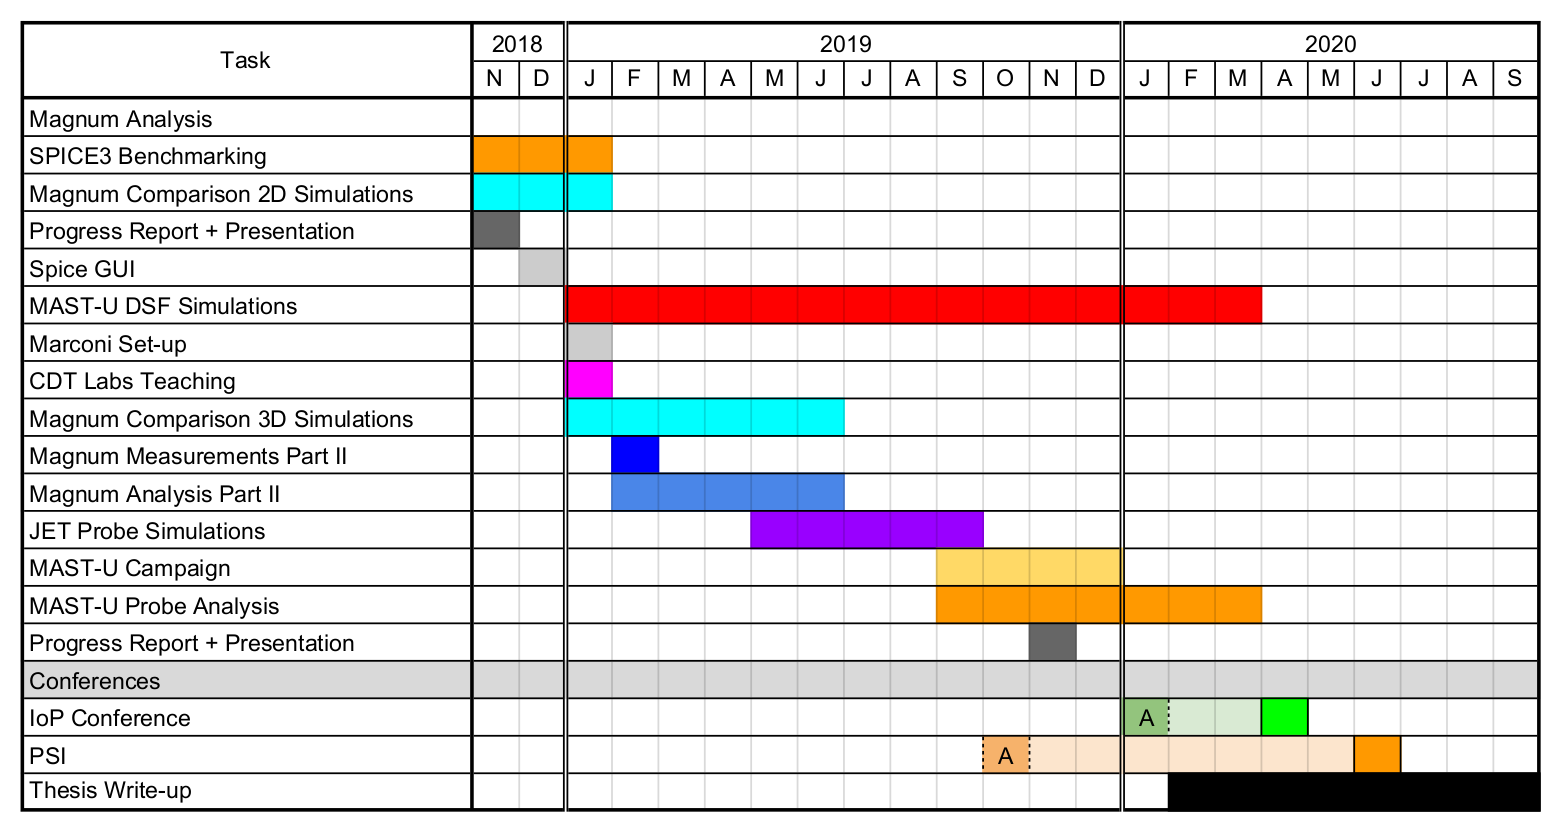 Task
2018 2019 2020
N D J F M A M J J A S O N D J F M A M J J A S
Magnum Analysis
SPICE3 Benchmarking
Magnum Comparison 2D Simulations
Progress Report + Presentation
Spice GUI
MAST-U DSF Simulations
Marconi Set-up
CDT Labs Teaching
Magnum Comparison 3D Simulations
Magnum Measurements Part II
Magnum Analysis Part II
JET Probe Simulations
MAST-U Campaign
MAST-U Probe Analysis
Progress Report + Presentation
Conferences
IoP Conference A
PSI A
Thesis Write-up